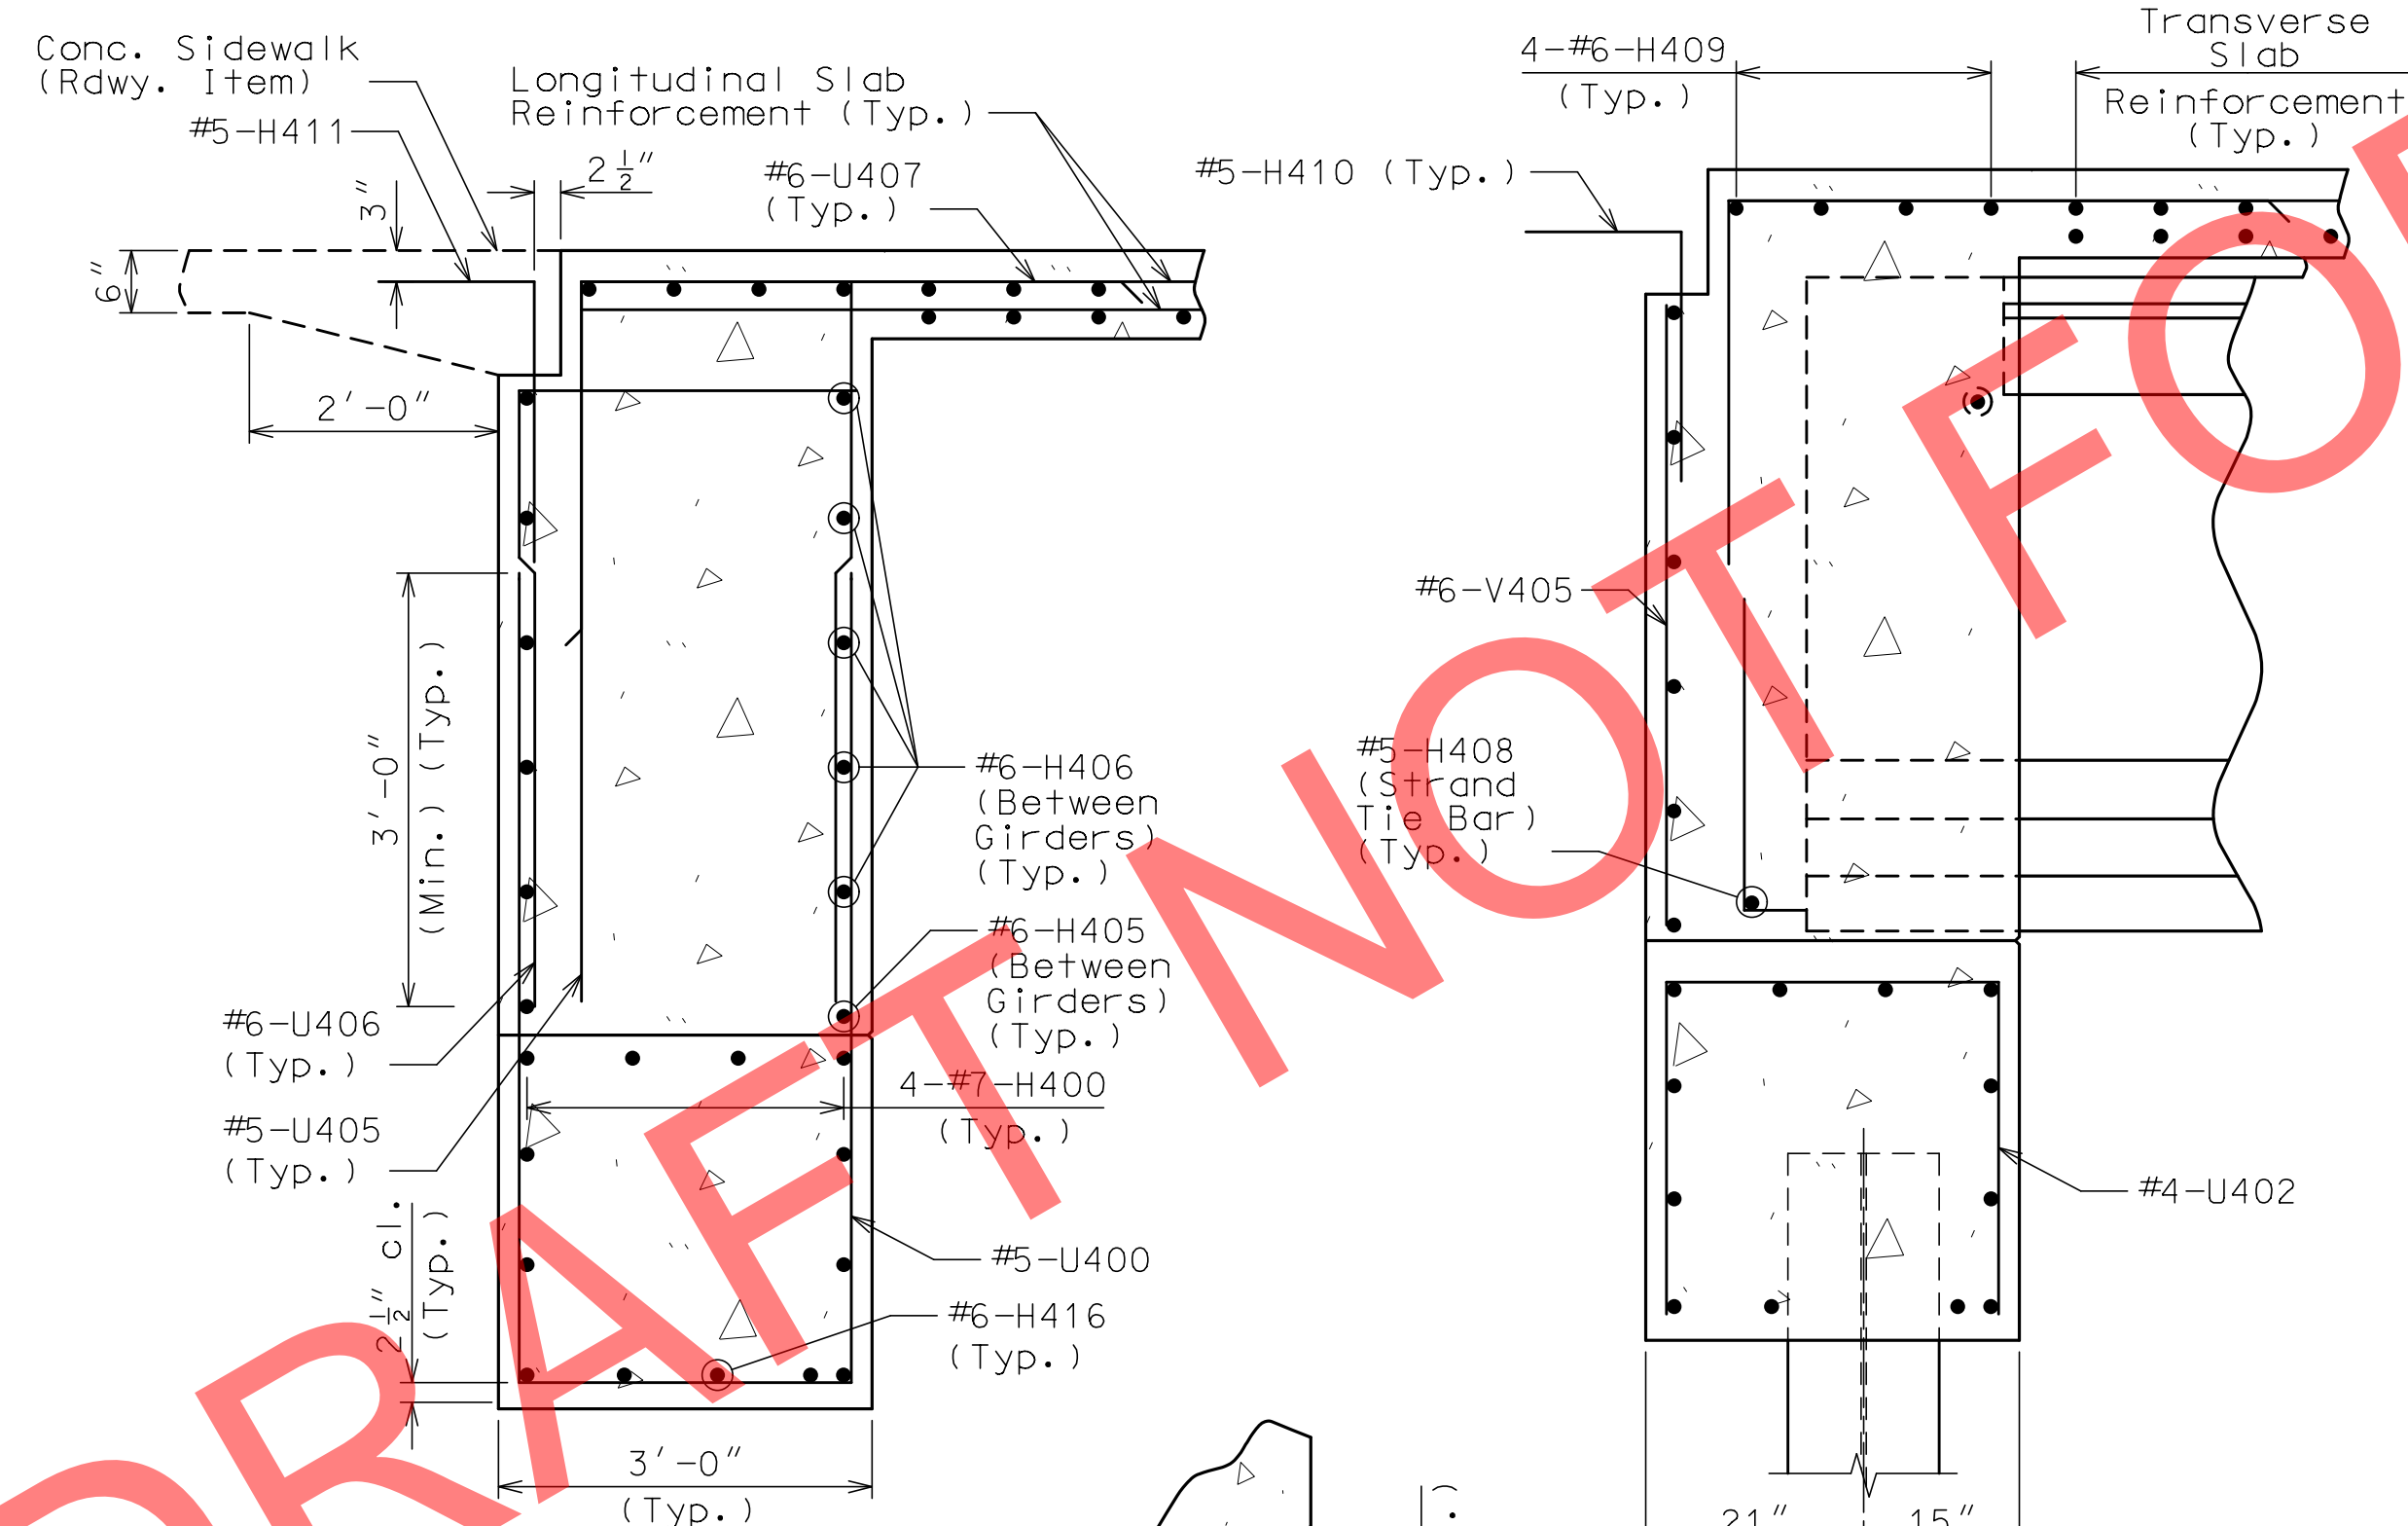 Conc. Sidewalk
(Rdwy. Item)
#5-H411
Longitudinal Slab
Reinforcement (Typ.)
2 1/2"
#6-U407
(Typ.)
3"
6"
2'-0"
3'-0"
(Min.) (Typ.)
#6-H406
(Between
Girders)
(Typ.)
#6-H405
(Between
Girders)
(Typ.)
#6-U406
(Typ.)
4-#7-H400
(Typ.)
#5-U405
(Typ.)
2 1/2" cl.
(Typ.)
#5-U400
#6-H416
(Typ.)
3'-0"
(Typ.)
4-#6-H409
(Typ.)
Transverse
Slab
Reinforcement
(Typ.)
#5-H410 (Typ.)
#6-V405
#5-H408
(Strand
Tie Bar)
(Typ.)
#4-U402
21"
15"
DRAFT NOT FO